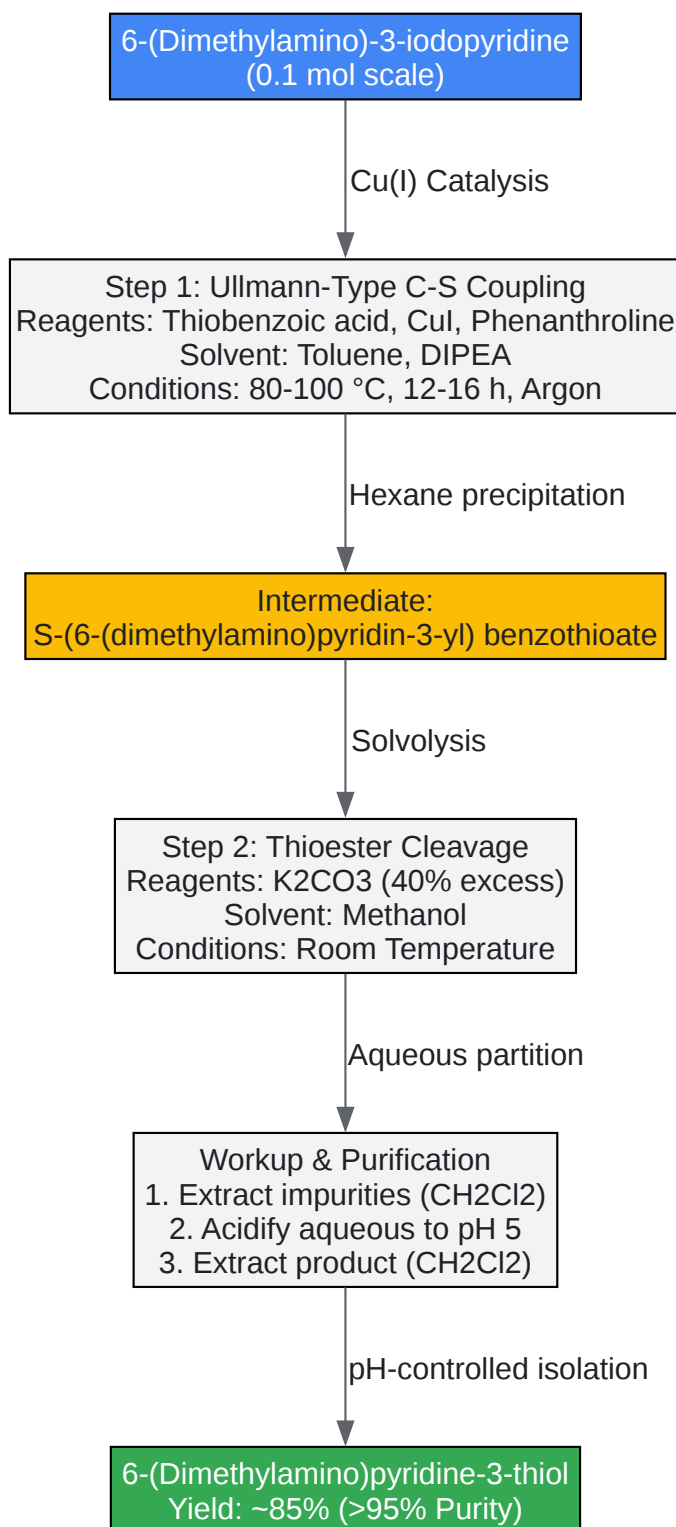 6-(Dimethylamino)-3-iodopyridine
(0.1 mol scale)
Cu(I) Catalysis
Step 1: Ullmann-Type C-S Coupling
Reagents: Thiobenzoic acid, CuI, Phenanthroline
Solvent: Toluene, DIPEA
Conditions: 80-100 °C, 12-16 h, Argon
Hexane precipitation
Intermediate:
S-(6-(dimethylamino)pyridin-3-yl) benzothioate
Solvolysis
Step 2: Thioester Cleavage
Reagents: K2CO3 (40% excess)
Solvent: Methanol
Conditions: Room Temperature
Aqueous partition
Workup & Purification
1. Extract impurities (CH2Cl2)
2. Acidify aqueous to pH 5
3. Extract product (CH2Cl2)
pH-controlled isolation
6-(Dimethylamino)pyridine-3-thiol
Yield: ~85% (>95% Purity)